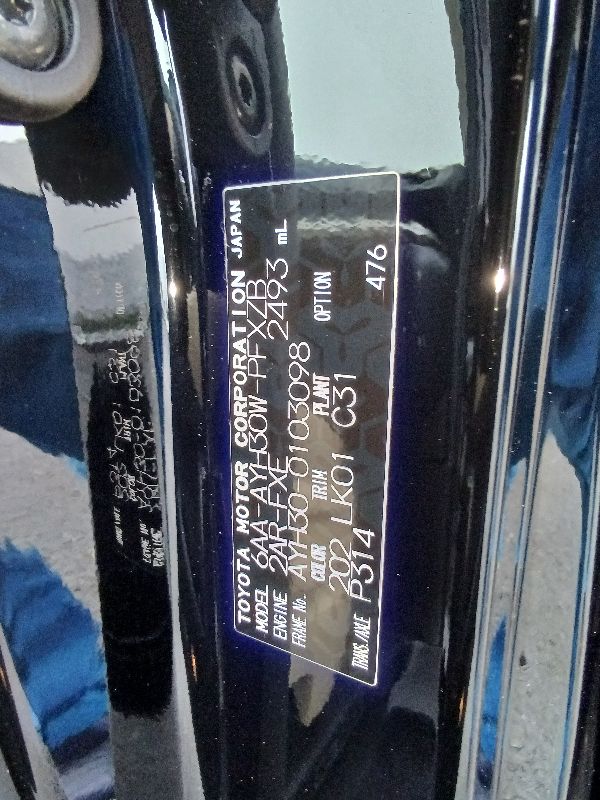 TOYOTA MOTOR CORPORATION JAPAN
MODEL 6AA-AYH30W-PFXZB
ENGINE 2AR-FXE 2493 mL
FRAME No. AYH30-0103098
COLOR TRIM PLANT OPTION
202 LK01 C31
TRANS./AXLE P314 476